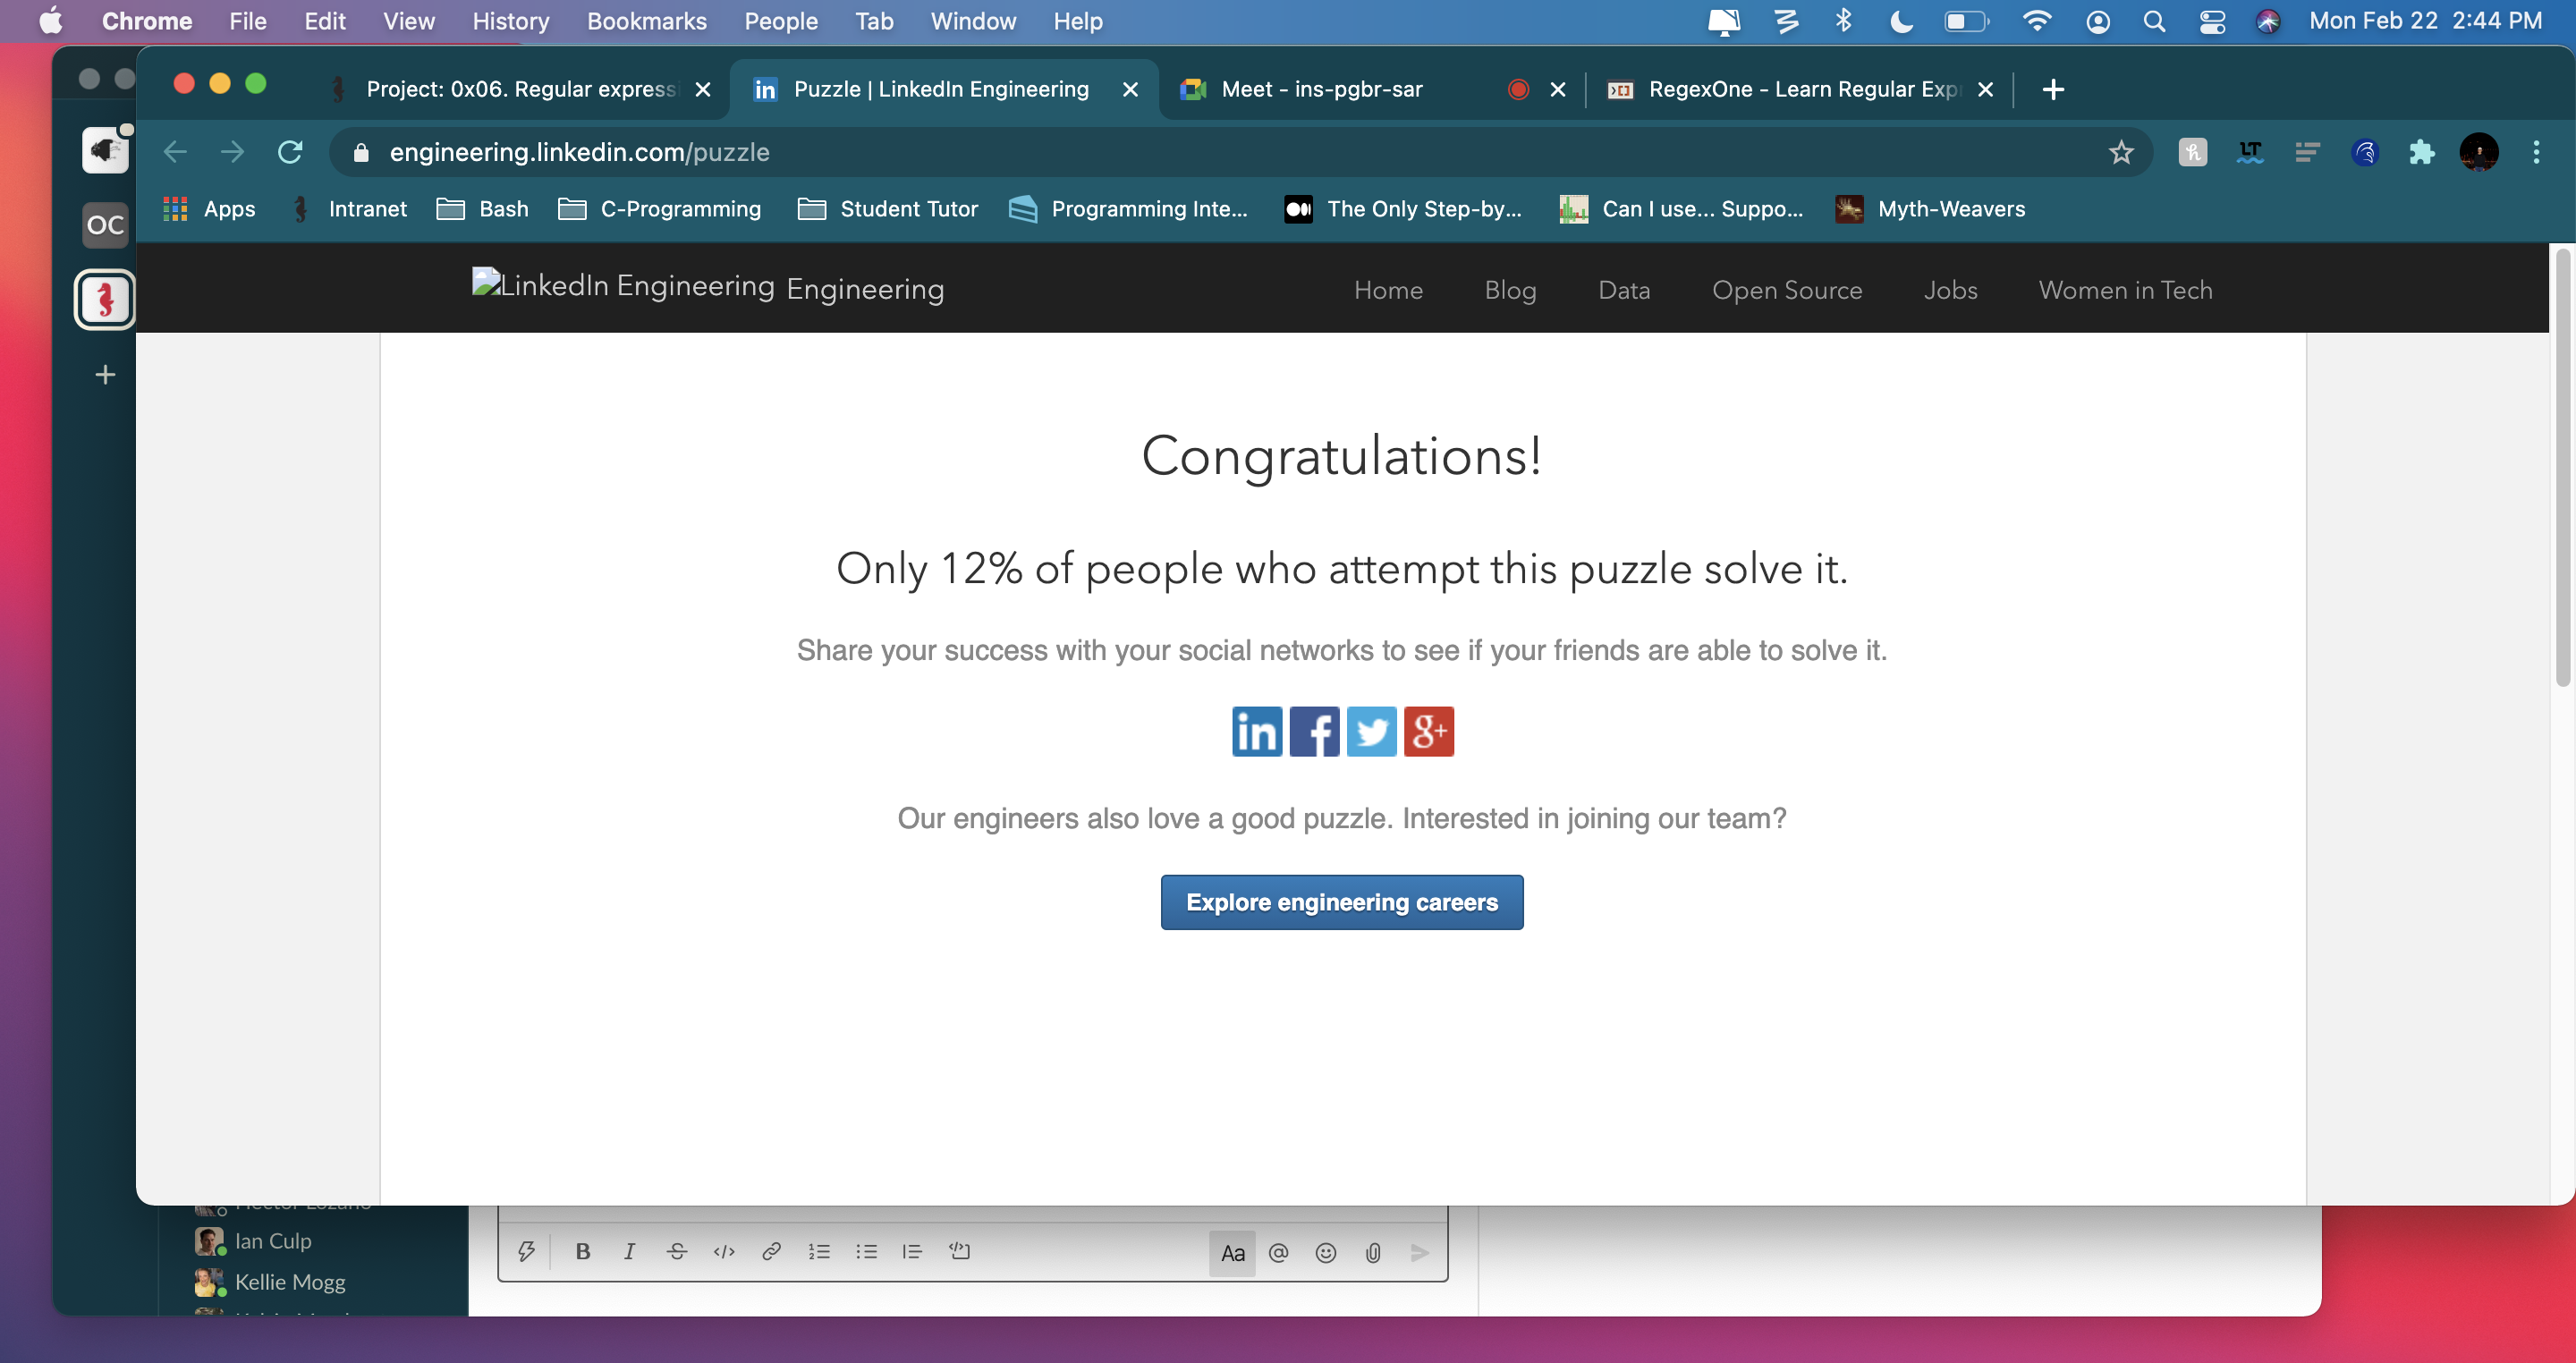 Chrome File Edit View History Bookmarks People Tab Window Help Mon Feb 22 2:44 PM
Project: 0x06. Regular express Puzzle | LinkedIn Engineering Meet - ins-pgbr-sar RegexOne - Learn Regular Exp
engineering.linkedin.com/puzzle
Apps Intranet Bash C-Programming Student Tutor Programming Inte... The Only Step-by... Can I use... Suppo... Myth-Weavers
OC
LinkedIn Engineering Engineering Home Blog Data Open Source Jobs Women in Tech
Congratulations!
Only 12% of people who attempt this puzzle solve it.
Share your success with your social networks to see if your friends are able to solve it.
in f g+
Our engineers also love a good puzzle. Interested in joining our team?
Explore engineering careers
Ian Culp
Kellie Mogg
B I S </> Aa @